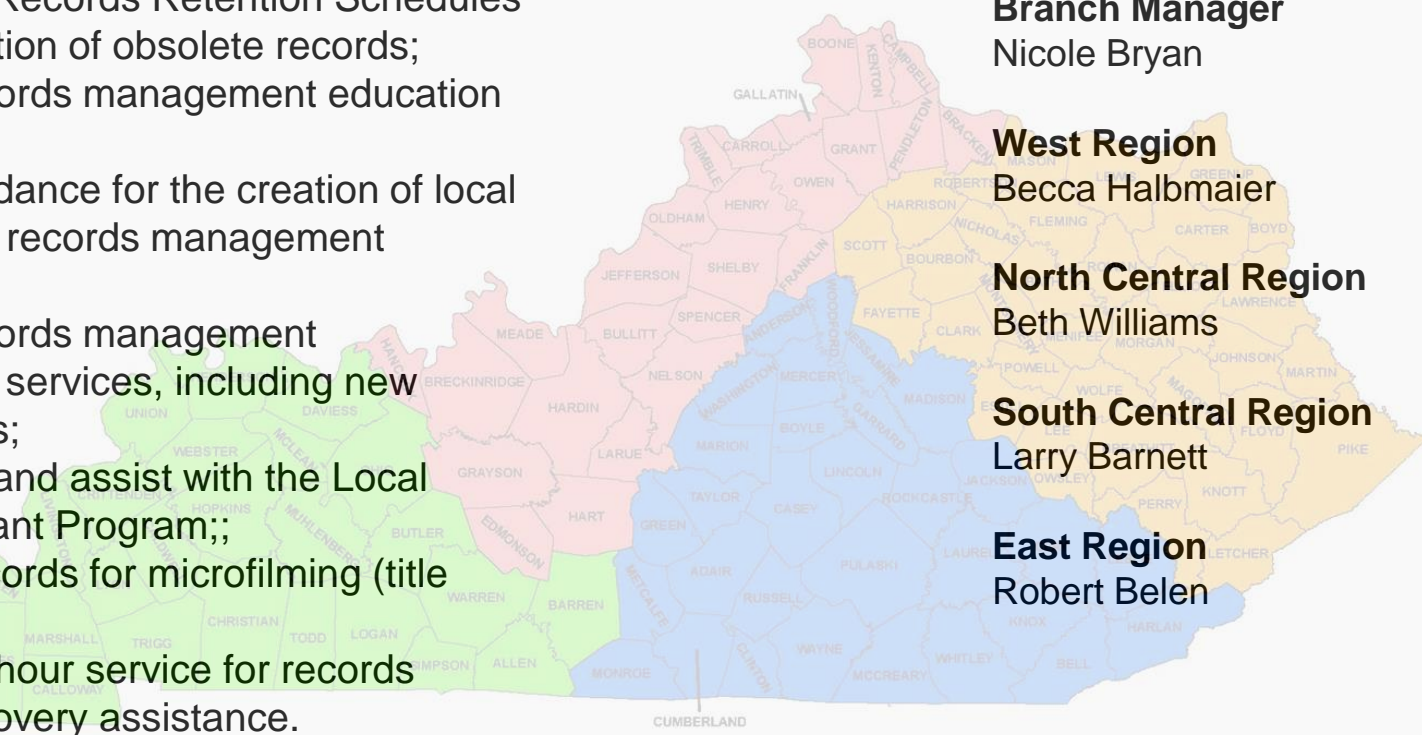 Records Retention Schedules
tion of obsolete records;
ords management education
dance for the creation of local
records management
ords management
services, including new
s;
and assist with the Local
ant Program;;
ords for microfilming (title
hour service for records
overy assistance.
Branch Manager
Nicole Bryan
West Region
Becca Halbmaier
North Central Region
Beth Williams
South Central Region
Larry Barnett
East Region
Robert Belen
BOONE
KENTON
CAMPBELL
GALLATIN
PENDLETON
BRACKEN
CARROLL
GRANT
TRIMBLE
OWEN
MASON
LEWIS
GREENUP
HENRY
HARRISON
OLDHAM
FLEMING
NICHOLAS
CARTER
BOYD
SCOTT
BOURBON
JEFFERSON
SHELBY
FRANKLIN
WOODFORD
LAWRENCE
SPENCER
ANDERSON
FAYETTE
CLARK
MENIFEE
MORGAN
MEADE
BULLITT
JESSAMINE
JOHNSON
HANC
BRECKINRIDGE
NELSON
WASHINGTON
MERCER
POWELL
MARTIN
UNION
DAVIESS
HARDIN
MADISON
WOLFE
GARRARD
BOYLE
LEE
FLOYD
PIKE
WEBSTER
MCLEAN
LARUE
MARION
GRAYSON
LINCOLN
JACKSON
OWSLEY
KNOTT
CRITTENDEN
HOPKINS
MUHLENBERG
BUTLER
EDMONSON
HART
TAYLOR
CASEY
ROCKCASTLE
PERRY
GREEN
LETCHER
ADAIR
PULASKI
METCALFE
RUSSELL
WARREN
BARREN
KNOX
HARLAN
CHRISTIAN
MARSHALL
TRIGG
TODD
LOGAN
SIMPSON
ALLEN
MONROE
CLINTON
WAYNE
WHITLEY
BELL
MCCREARY
CALLOWAY
CUMBERLAND